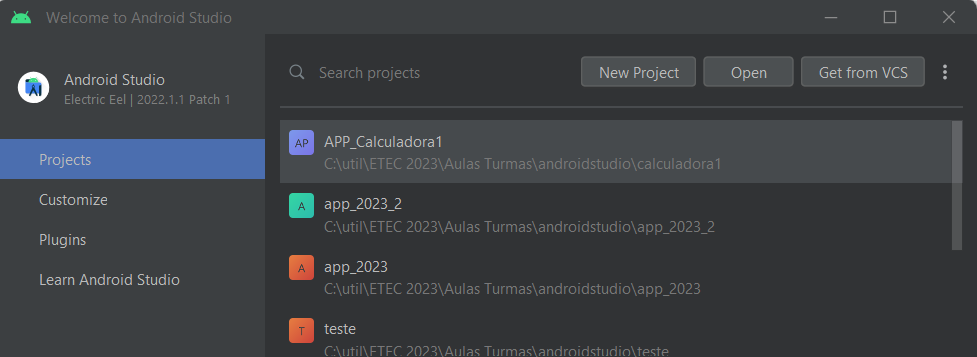 Welcome to Android Studio
Android Studio
Electric Eel | 2022.1.1 Patch 1
Projects
Customize
Plugins
Learn Android Studio
Search projects
New Project
Open
Get from VCS
AP
APP_Calculadora1
C:\util\ETEC 2023\Aulas Turmas\androidstudio\calculadora1
A
app_2023_2
C:\util\ETEC 2023\Aulas Turmas\androidstudio\app_2023_2
A
app_2023
C:\util\ETEC 2023\Aulas Turmas\androidstudio\app_2023
T
teste
C:\util\ETEC 2023\Aulas Turmas\androidstudio\teste